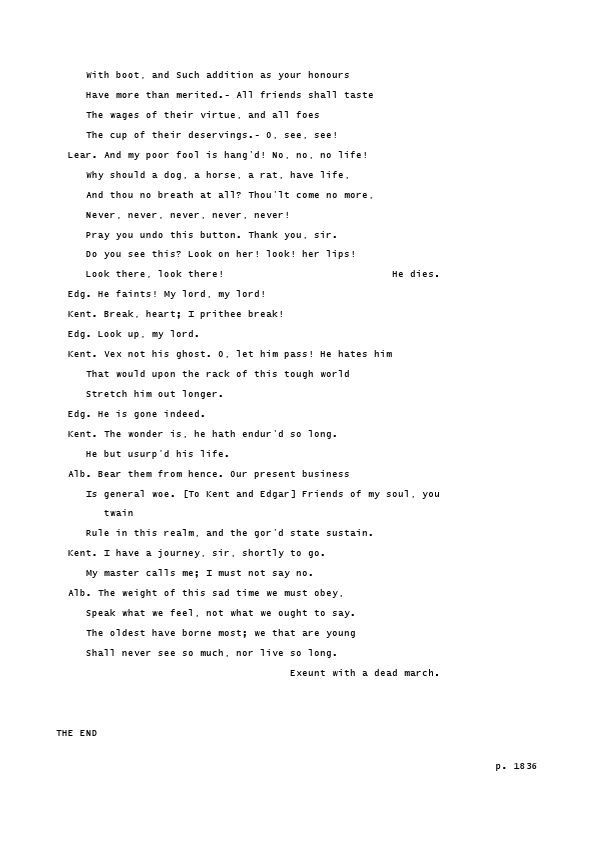 With boot, and Such addition as your honours
Have more than merited.- All friends shall taste
The wages of their virtue, and all foes
The cup of their deservings.- O, see, see!
Lear. And my poor fool is hang'd! No, no, no life!
Why should a dog, a horse, a rat, have life,
And thou no breath at all? Thou'lt come no more,
Never, never, never, never, never!
Pray you undo this button. Thank you, sir.
Do you see this? Look on her! look! her lips!
Look there, look there! He dies.
Edg. He faints! My lord, my lord!
Kent. Break, heart; I prithee break!
Edg. Look up, my lord.
Kent. Vex not his ghost. O, let him pass! He hates him
That would upon the rack of this tough world
Stretch him out longer.
Edg. He is gone indeed.
Kent. The wonder is, he hath endur'd so long.
He but usurp'd his life.
Alb. Bear them from hence. Our present business
Is general woe. [To Kent and Edgar] Friends of my soul, you
twain
Rule in this realm, and the gor'd state sustain.
Kent. I have a journey, sir, shortly to go.
My master calls me; I must not say no.
Alb. The weight of this sad time we must obey,
Speak what we feel, not what we ought to say.
The oldest have borne most; we that are young
Shall never see so much, nor live so long.
Exeunt with a dead march.
THE END
p. 1836